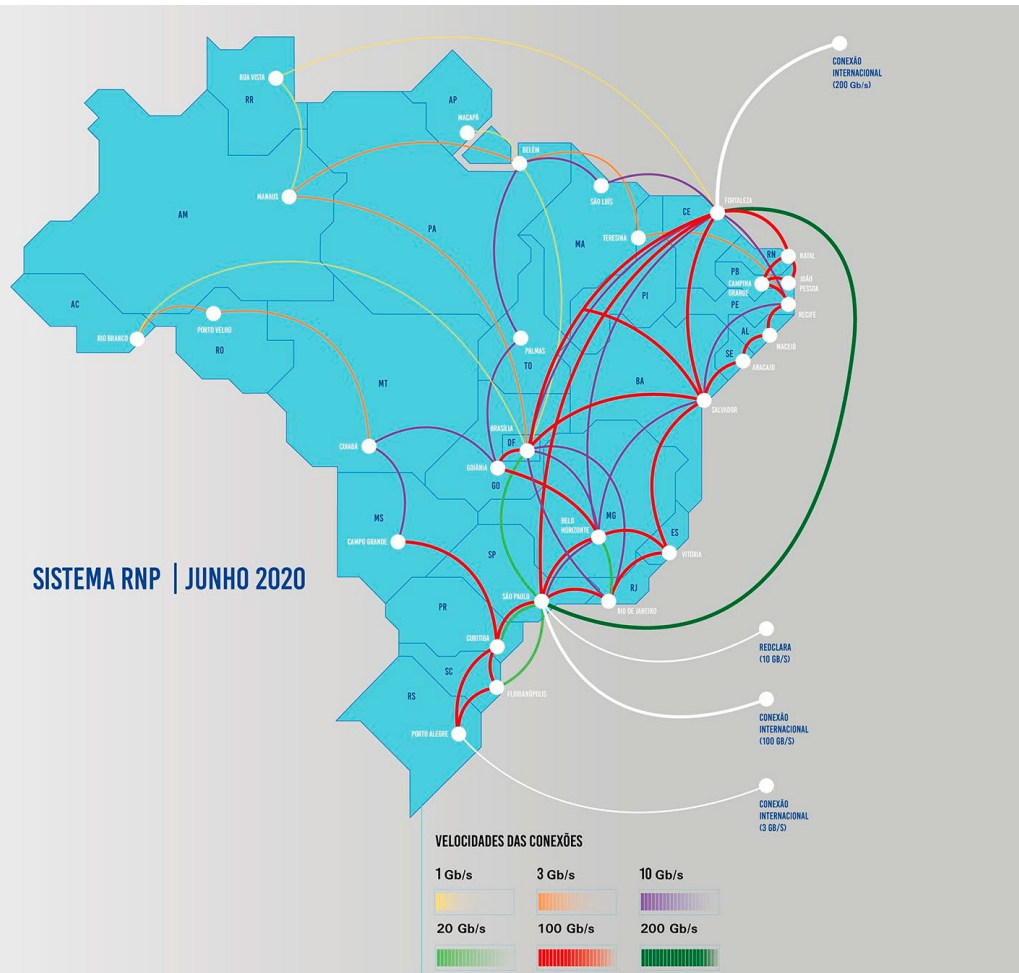 CONEXÃO
INTERNACIONAL
(200 Gb/s)
BOA VISTA
RR
AP
MACAPÁ
BELÉM
MANAUS
SÃO LUÍS
FORTALEZA
CE
AM
PA
MA
TERESINA
RN
NATAL
PB
CAMPINA
GRANDE
JOÃO
PESSOA
PI
PE
RECIFE
AC
RIO BRANCO
PORTO VELHO
RO
PALMAS
TO
AL
MACEIÓ
SE
ARACAJU
MT
BA
SALVADOR
BRASÍLIA
DF
CUIABÁ
GOIÂNIA
GO
MS
CAMPO GRANDE
BELO
HORIZONTE
MG
ES
VITÓRIA
SP
SISTEMA RNP | JUNHO 2020
RJ
SÃO PAULO
RIO DE JANEIRO
PR
CURITIBA
REDCLARA
(10 GB/S)
SC
RS
FLORIANÓPOLIS
CONEXÃO
INTERNACIONAL
(100 GB/S)
PORTO ALEGRE
CONEXÃO
INTERNACIONAL
(3 GB/S)
VELOCIDADES DAS CONEXÕES
1 Gb/s
3 Gb/s
10 Gb/s
20 Gb/s
100 Gb/s
200 Gb/s